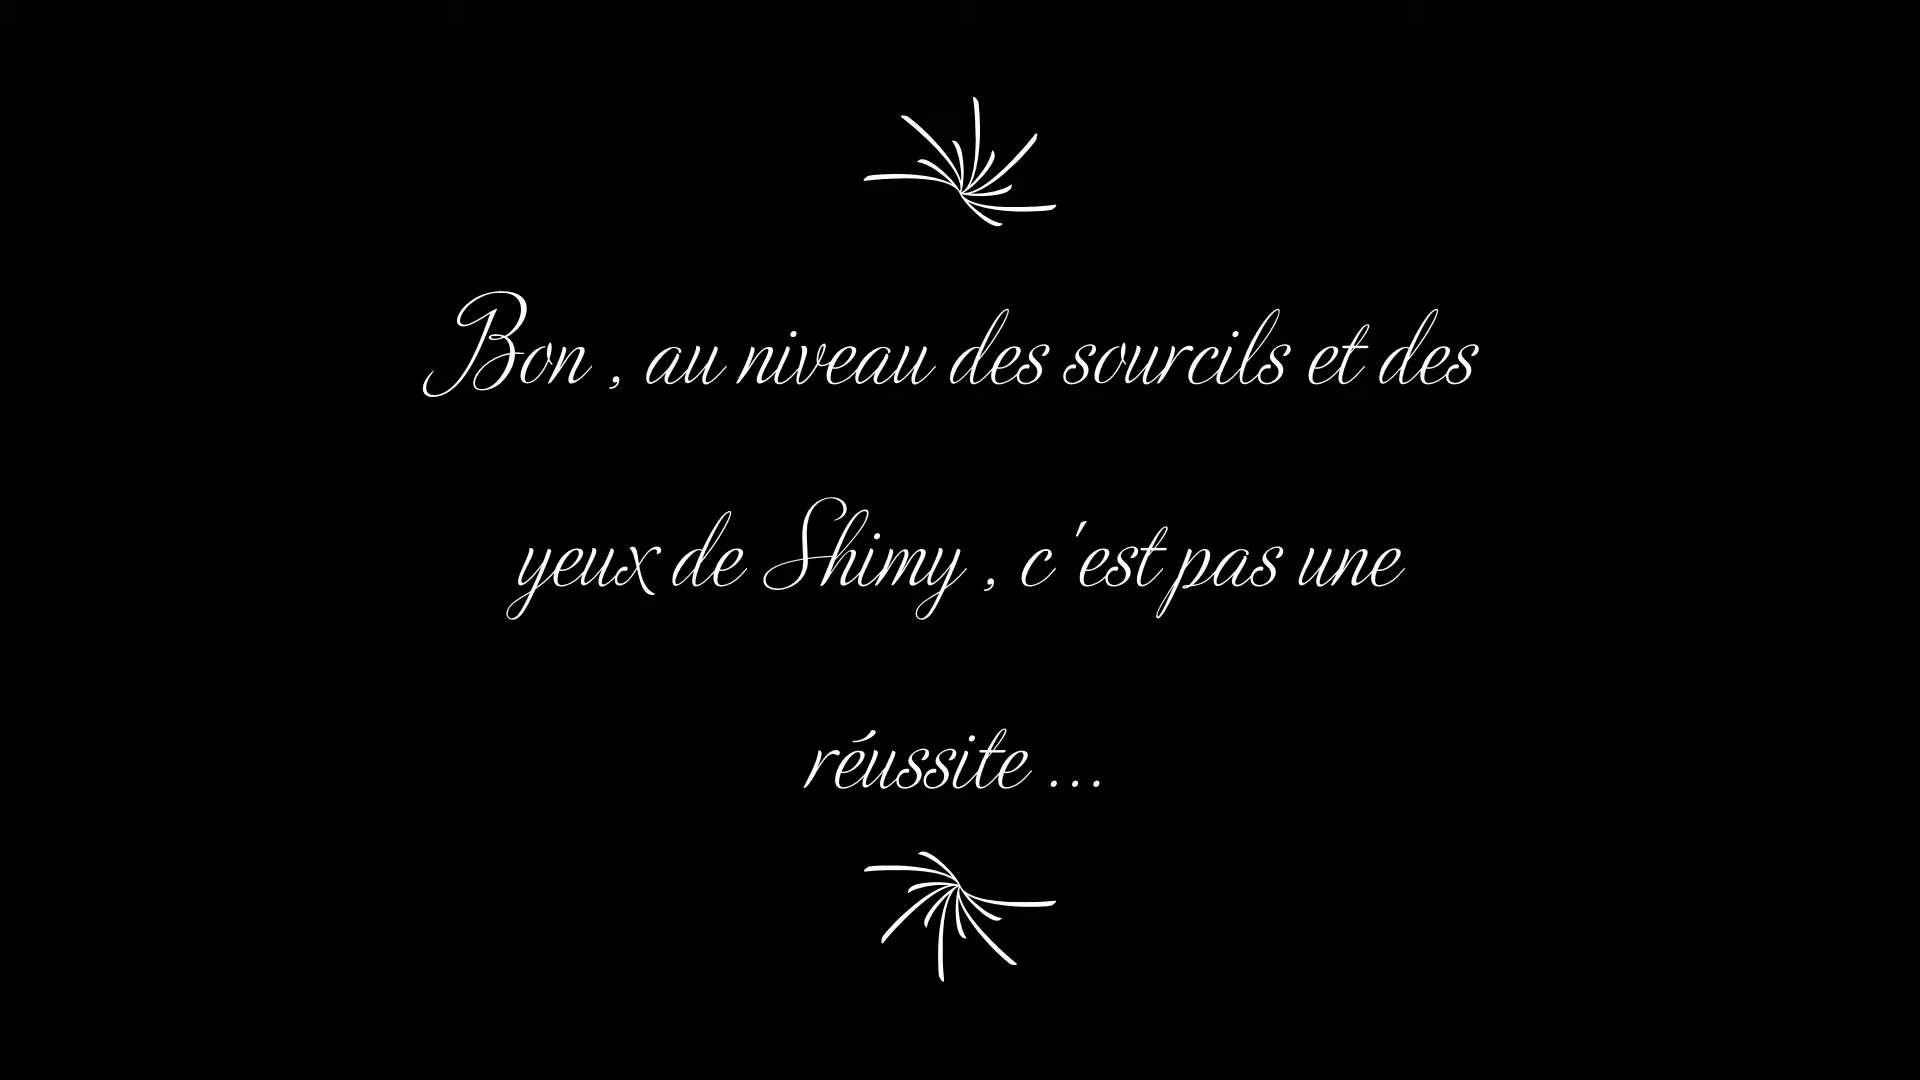 Bon , au niveau des sourcils et des
yeux de Shimy , c'est pas une
réussite ...